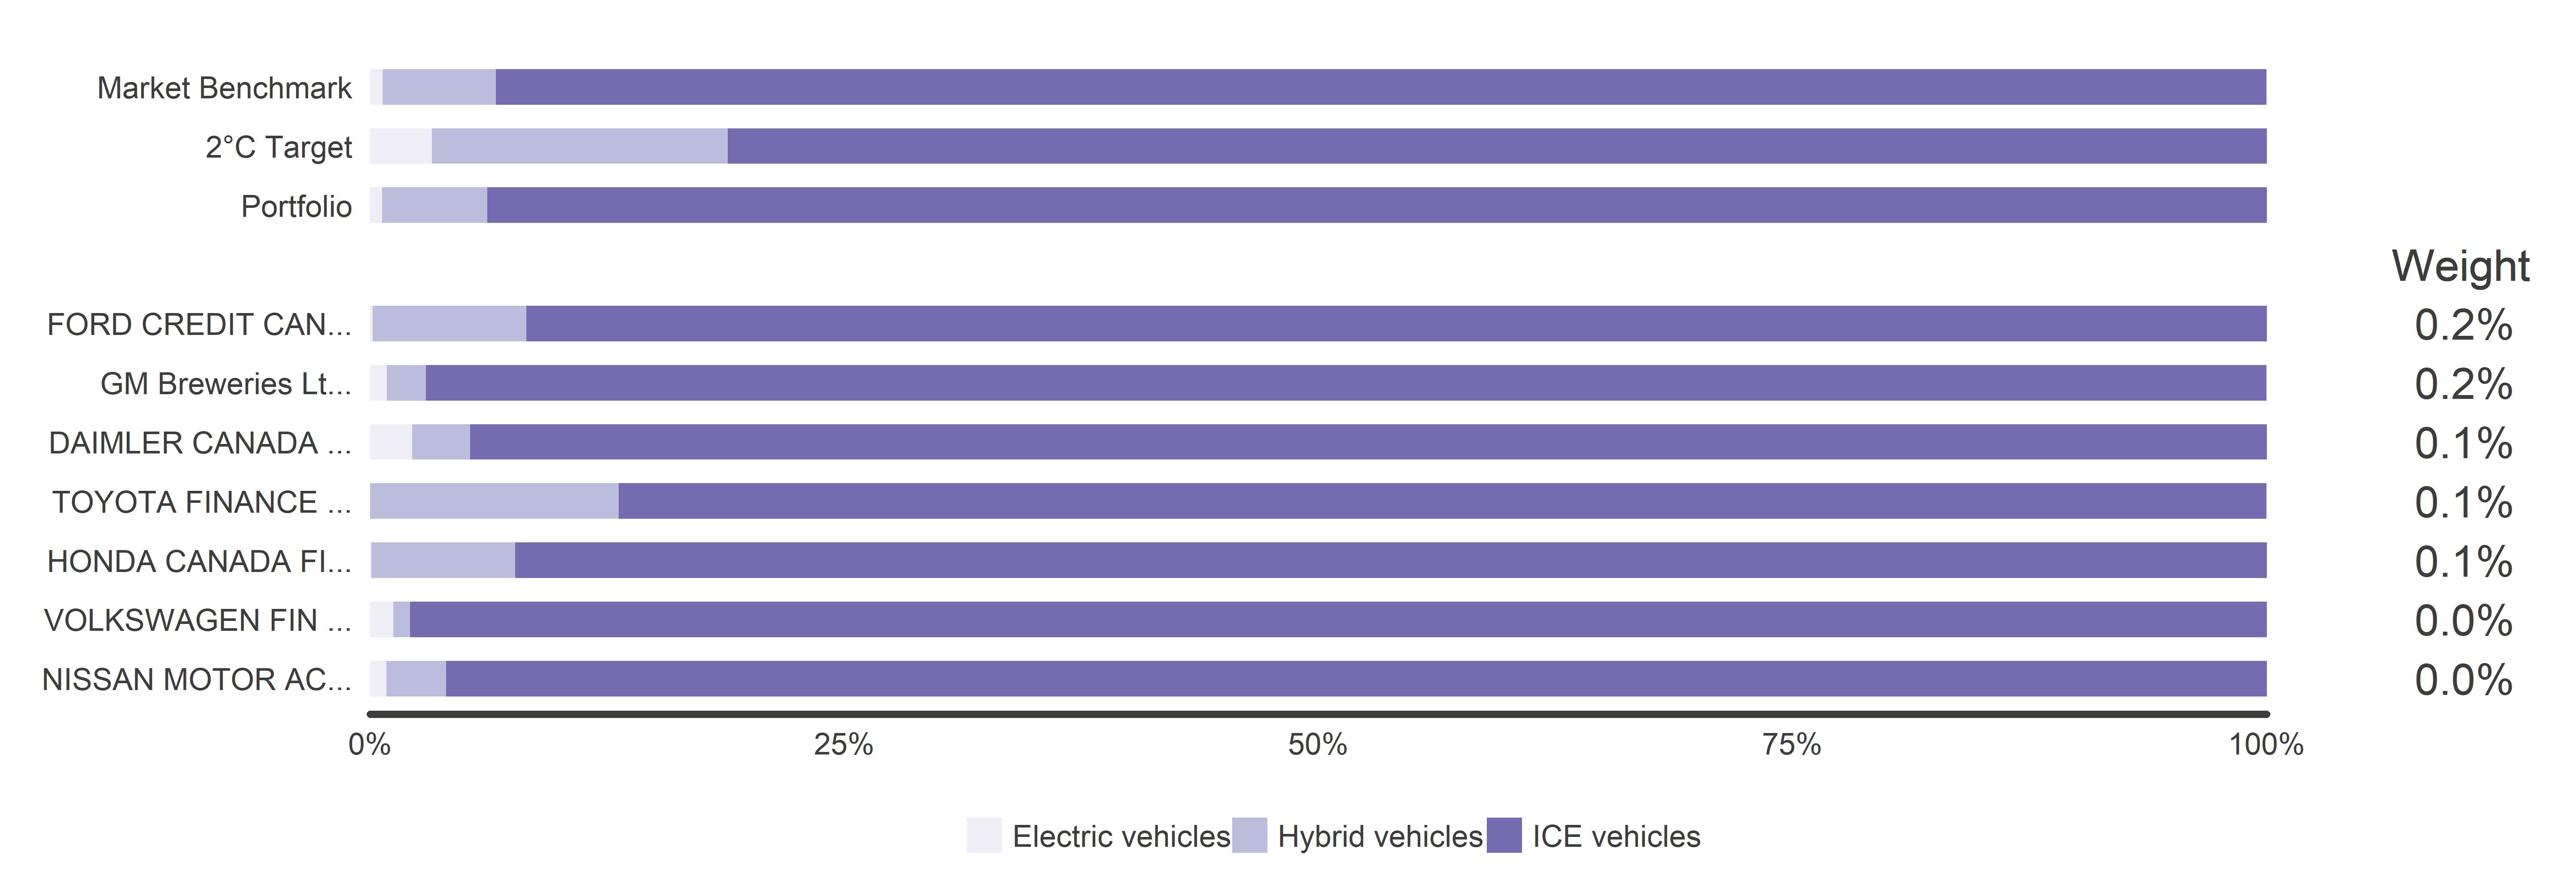 Market Benchmark
2°C Target
Portfolio
Weight
FORD CREDIT CAN... 0.2%
GM Breweries Lt... 0.2%
DAIMLER CANADA ... 0.1%
TOYOTA FINANCE ... 0.1%
HONDA CANADA FI... 0.1%
VOLKSWAGEN FIN ... 0.0%
NISSAN MOTOR AC... 0.0%
0% 25% 50% 75% 100%
Electric vehicles Hybrid vehicles ICE vehicles